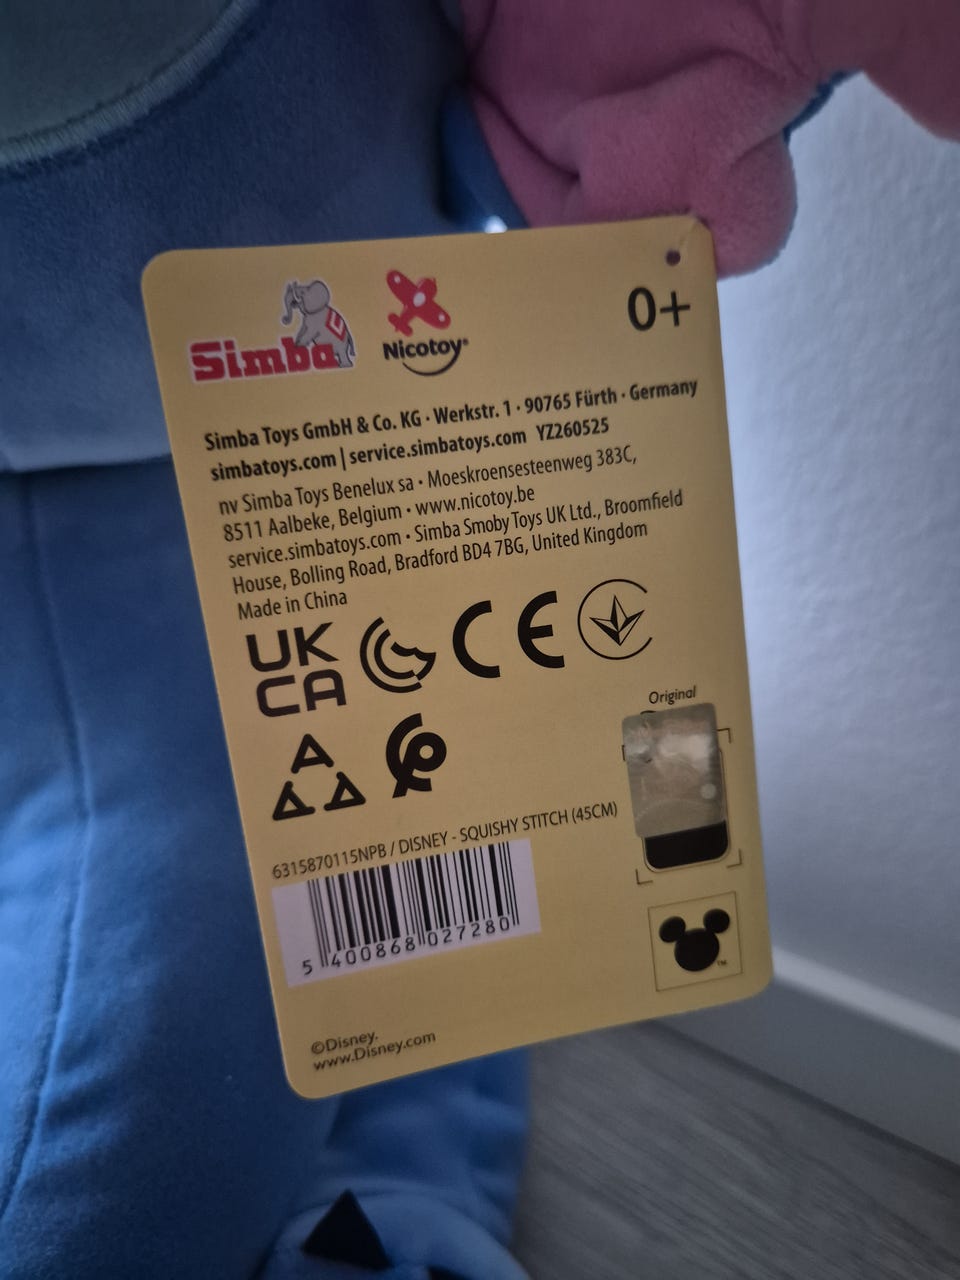 Simba
Nicotoy®
0+
Simba Toys GmbH & Co. KG · Werkstr. 1 · 90765 Fürth · Germany
simbatoys.com | service.simbatoys.com YZ260525
nv Simba Toys Benelux sa · Moeskroensesteenweg 383C,
8511 Aalbeke, Belgium · www.nicotoy.be
service.simbatoys.com · Simba Smoby Toys UK Ltd., Broomfield
House, Bolling Road, Bradford BD4 7BG, United Kingdom
Made in China
UK
CA
CE
Original
6315870115NPB / DISNEY - SQUISHY STITCH (45CM)
5 400868 027280
TM
©Disney.
www.Disney.com